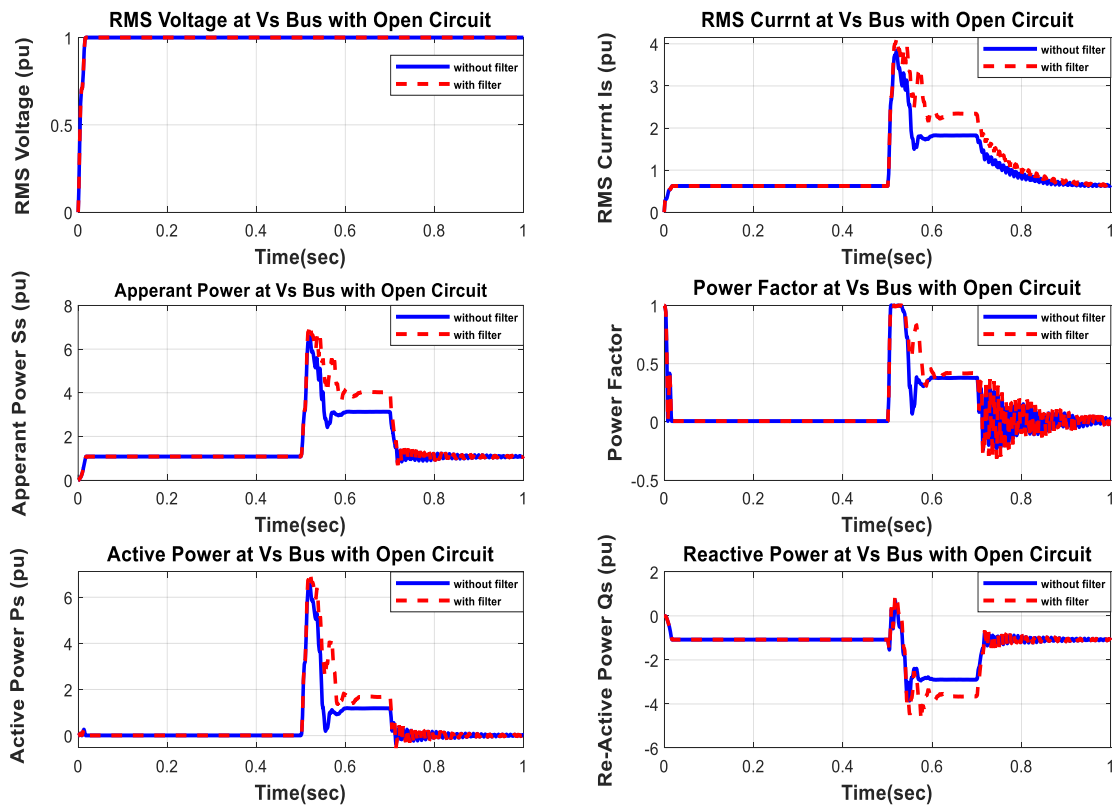 RMS Voltage at Vs Bus with Open Circuit
RMS Voltage (pu)
1
0.5
0
without filter
with filter
0 0.2 0.4 0.6 0.8 1
Time(sec)
RMS Currnt at Vs Bus with Open Circuit
RMS Currnt Is (pu)
4
3
2
1
0
without filter
with filter
0 0.2 0.4 0.6 0.8 1
Time(sec)
Apperant Power at Vs Bus with Open Circuit
Apperant Power Ss (pu)
8
6
4
2
0
without filter
with filter
0 0.2 0.4 0.6 0.8 1
Time(sec)
Power Factor at Vs Bus with Open Circuit
Power Factor
1
0.5
0
-0.5
without filter
with filter
0 0.2 0.4 0.6 0.8 1
Time(sec)
Active Power at Vs Bus with Open Circuit
Active Power Ps (pu)
6
4
2
0
without filter
with filter
0 0.2 0.4 0.6 0.8 1
Time(sec)
Reactive Power at Vs Bus with Open Circuit
Re-Active Power Qs (pu)
2
0
-2
-4
-6
without filter
with filter
0 0.2 0.4 0.6 0.8 1
Time(sec)